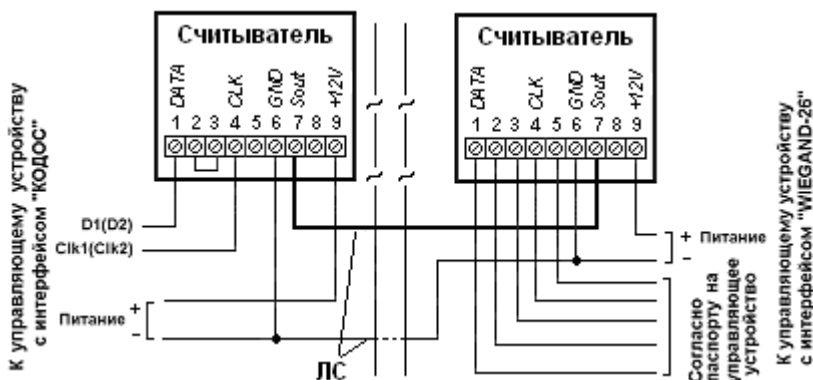 Считыватель
DATA CLK GND Sout +12V
1 2 3 4 5 6 7 8 9
Считыватель
DATA CLK GND Sout +12V
1 2 3 4 5 6 7 8 9
К управляющему устройству
с интерфейсом "КОДОС"
D1(D2)
Clk1(Clk2)
Питание + −
ЛС
+ Питание
−
Согласно
паспорту на
управляющее
устройство
К управляющему устройству
с интерфейсом "WIEGAND-26"